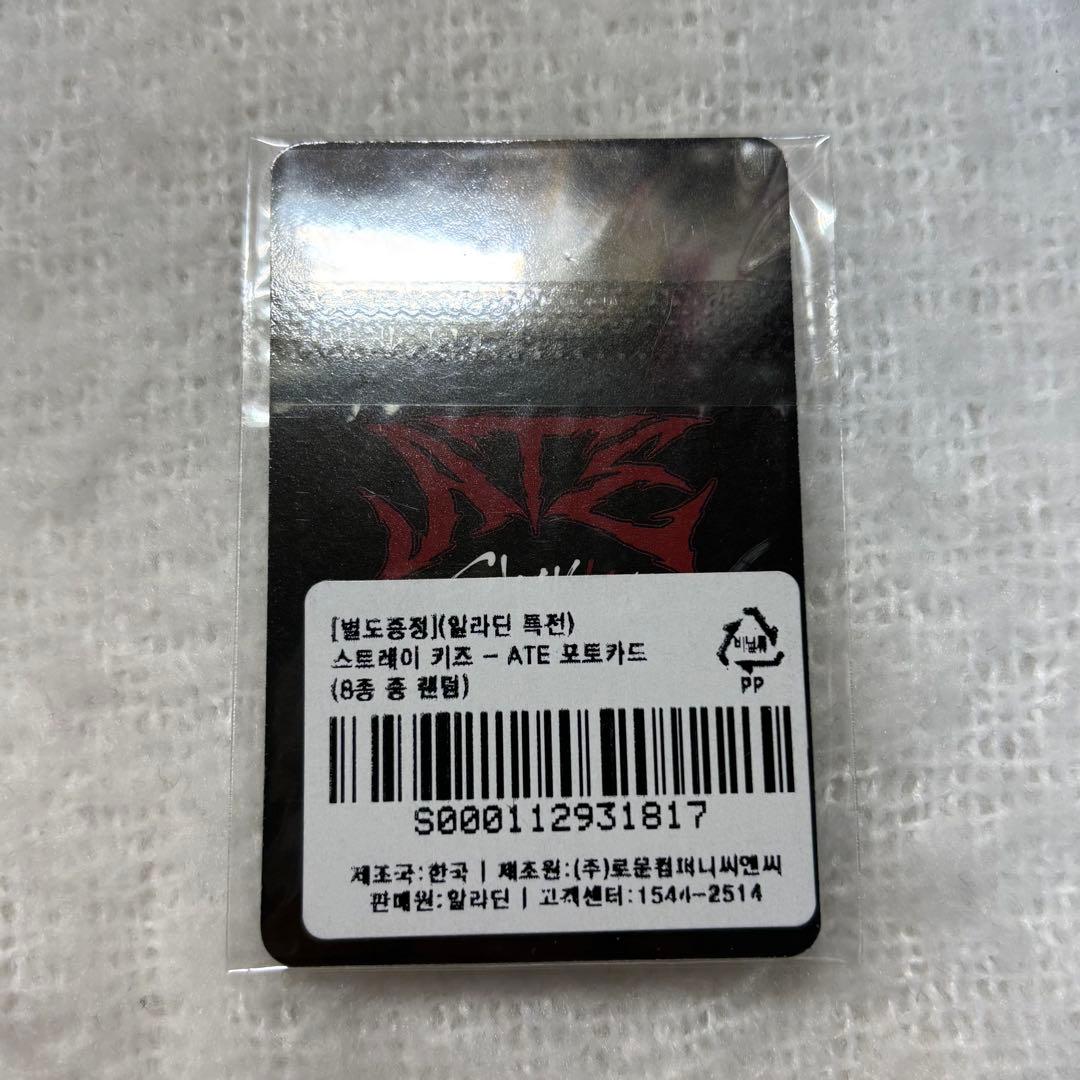 ATE
[별도증정](알라딘 특전)
스트레이 키즈 - ATE 포토카드
(8종 중 랜덤)
비닐류
PP
S000112931817
제조국:한국 | 제조원:(주)로운컴퍼니씨앤씨
판매원:알라딘 | 고객센터:1544-2514